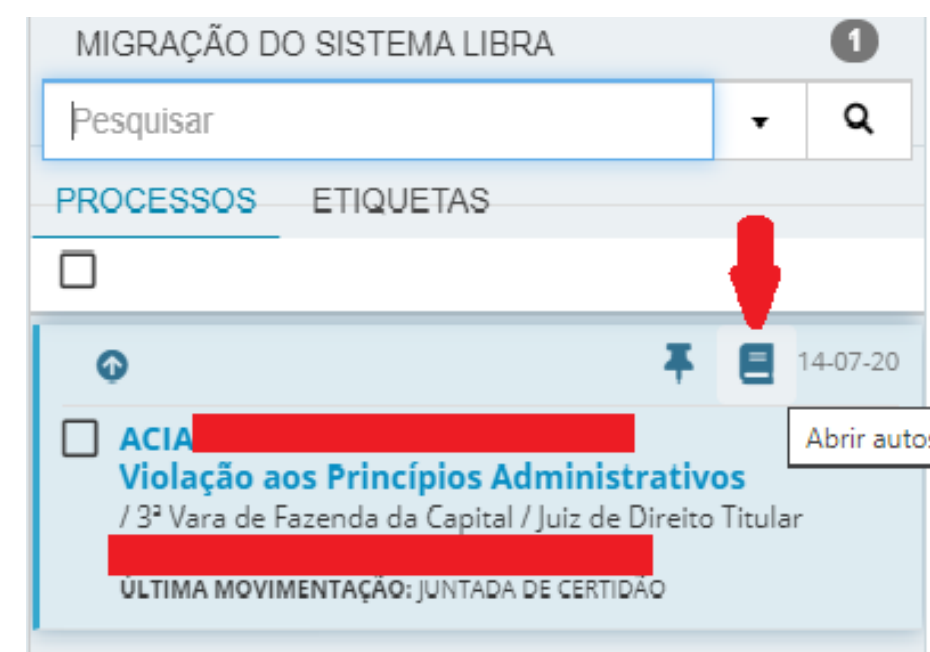 MIGRAÇÃO DO SISTEMA LIBRA 1
Pesquisar
PROCESSOS ETIQUETAS
14-07-20
Abrir autos
ACIA
Violação aos Princípios Administrativos
/ 3ª Vara de Fazenda da Capital / Juiz de Direito Titular
ÚLTIMA MOVIMENTAÇÃO: JUNTADA DE CERTIDÃO